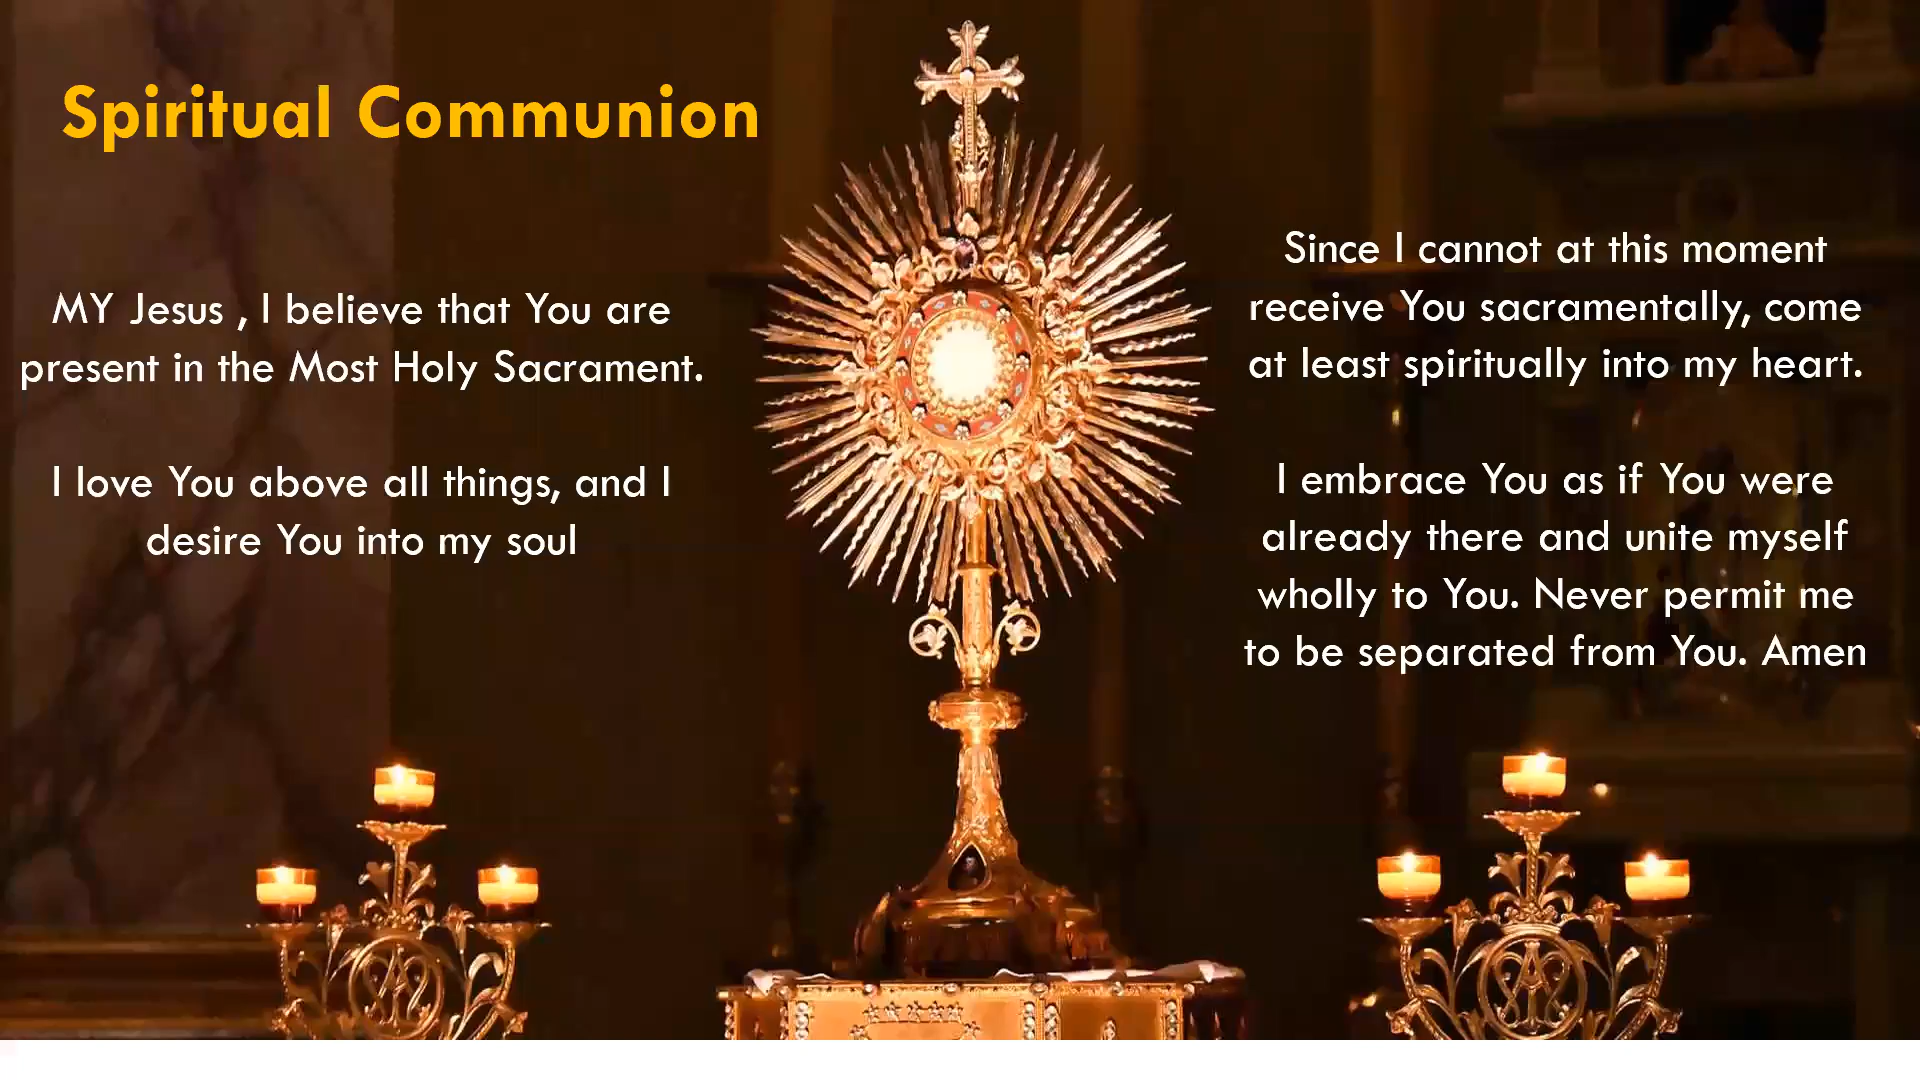 Spiritual Communion
MY Jesus , I believe that You are
present in the Most Holy Sacrament.
I love You above all things, and I
desire You into my soul
Since I cannot at this moment
receive You sacramentally, come
at least spiritually into my heart.
I embrace You as if You were
already there and unite myself
wholly to You. Never permit me
to be separated from You. Amen